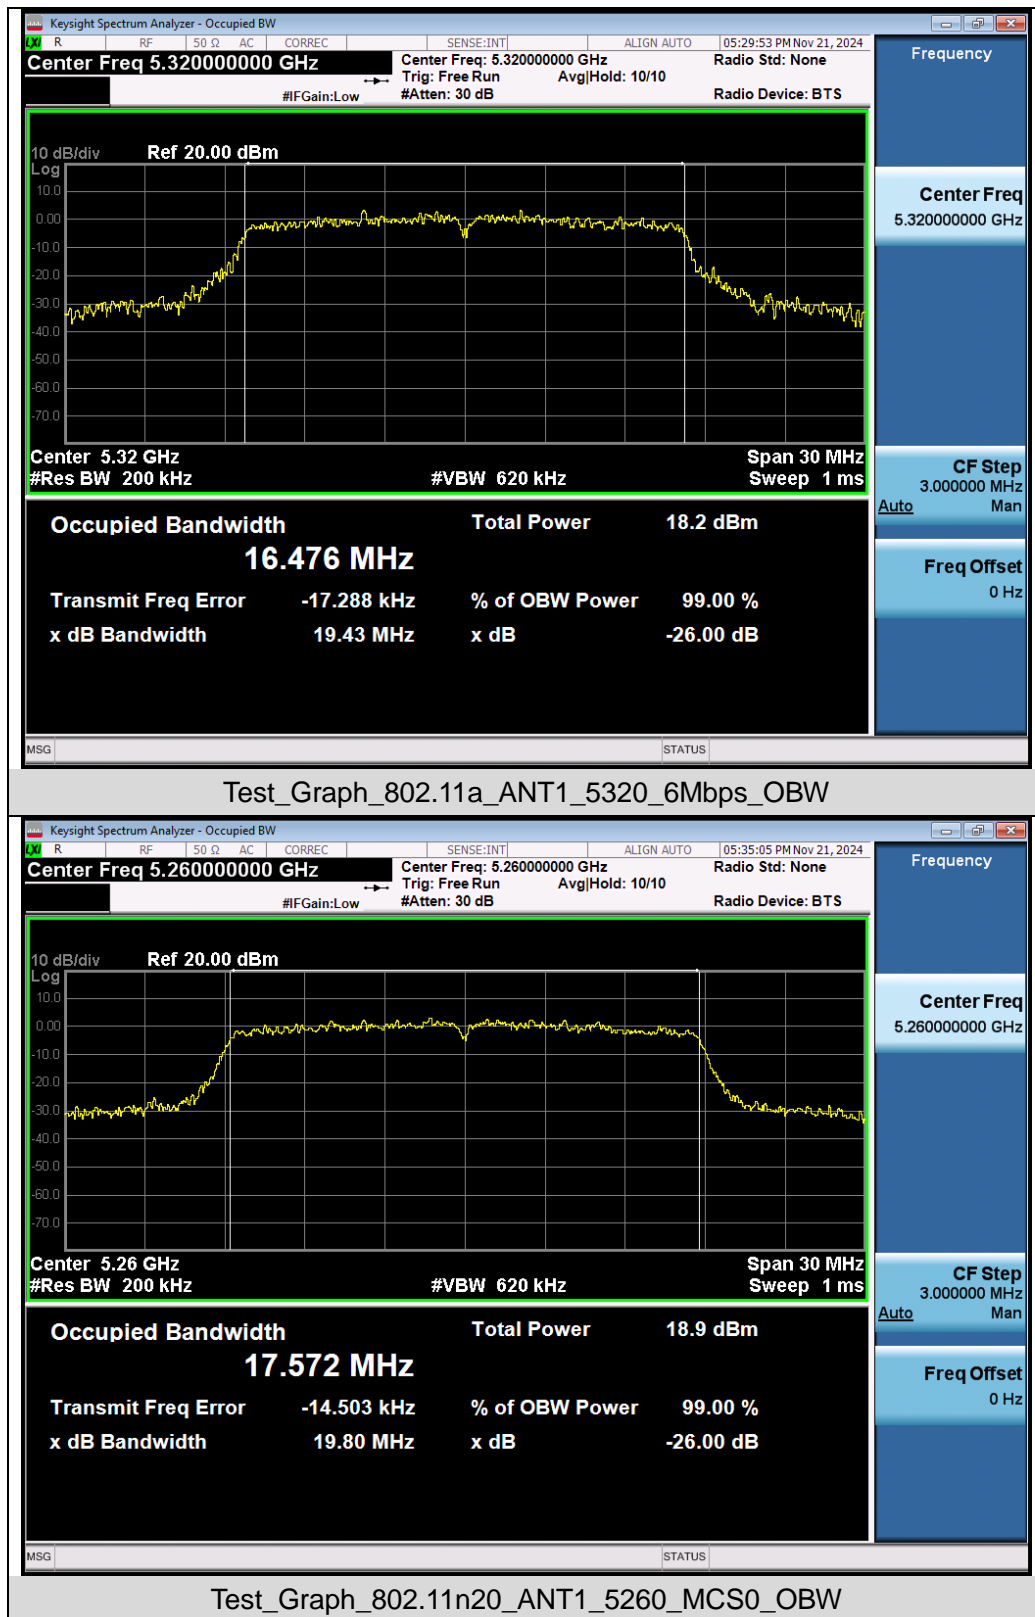 Keysight Spectrum Analyzer - Occupied BW
LXI R RF 50 Ω AC CORREC SENSE:INT ALIGN AUTO 05:29:53 PM Nov 21, 2024
Center Freq 5.320000000 GHz
Center Freq: 5.320000000 GHz
Radio Std: None
Trig: Free Run Avg|Hold: 10/10
#IFGain:Low
#Atten: 30 dB
Radio Device: BTS
10 dB/div Ref 20.00 dBm
Log
10.0
0.00
-10.0
-20.0
-30.0
-40.0
-50.0
-60.0
-70.0
Center 5.32 GHz Span 30 MHz
#Res BW 200 kHz #VBW 620 kHz Sweep 1 ms
Occupied Bandwidth Total Power 18.2 dBm
16.476 MHz
Transmit Freq Error -17.288 kHz % of OBW Power 99.00 %
x dB Bandwidth 19.43 MHz x dB -26.00 dB
MSG STATUS
Frequency
Center Freq
5.320000000 GHz
CF Step
3.000000 MHz
Auto Man
Freq Offset
0 Hz
Test_Graph_802.11a_ANT1_5320_6Mbps_OBW
Keysight Spectrum Analyzer - Occupied BW
LXI R RF 50 Ω AC CORREC SENSE:INT ALIGN AUTO 05:35:05 PM Nov 21, 2024
Center Freq 5.260000000 GHz
Center Freq: 5.260000000 GHz
Radio Std: None
Trig: Free Run Avg|Hold: 10/10
#IFGain:Low
#Atten: 30 dB
Radio Device: BTS
10 dB/div Ref 20.00 dBm
Log
10.0
0.00
-10.0
-20.0
-30.0
-40.0
-50.0
-60.0
-70.0
Center 5.26 GHz Span 30 MHz
#Res BW 200 kHz #VBW 620 kHz Sweep 1 ms
Occupied Bandwidth Total Power 18.9 dBm
17.572 MHz
Transmit Freq Error -14.503 kHz % of OBW Power 99.00 %
x dB Bandwidth 19.80 MHz x dB -26.00 dB
MSG STATUS
Frequency
Center Freq
5.260000000 GHz
CF Step
3.000000 MHz
Auto Man
Freq Offset
0 Hz
Test_Graph_802.11n20_ANT1_5260_MCS0_OBW